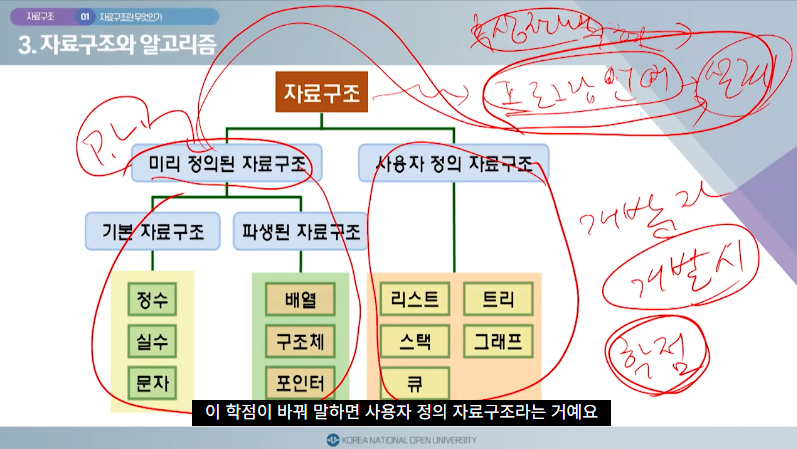 자료구조 01 자료구조란 무엇인가
3. 자료구조와 알고리즘
프로그램 언어
자료구조
미리 정의된 자료구조
사용자 정의 자료구조
개발자
기본 자료구조
파생된 자료구조
개발시
정수
배열
리스트
트리
실수
구조체
스택
그래프
학점
문자
포인터
큐
이 학점이 바꿔 말하면 사용자 정의 자료구조라는 거예요
KOREA NATIONAL OPEN UNIVERSITY